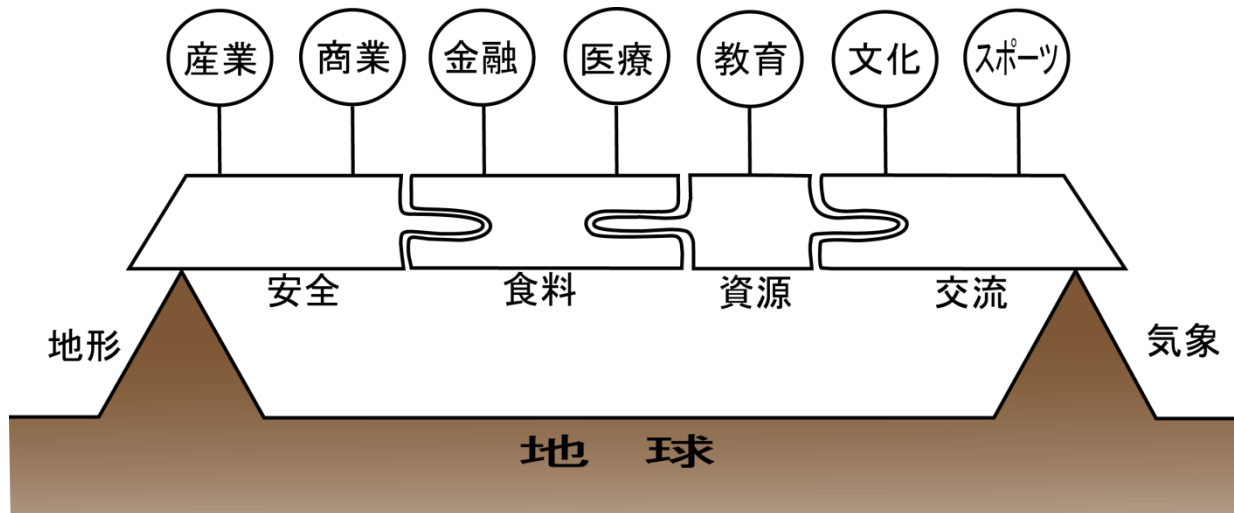 産業 商業 金融 医療 教育 文化 スポーツ
安全 食料 資源 交流
地形 気象
地 球